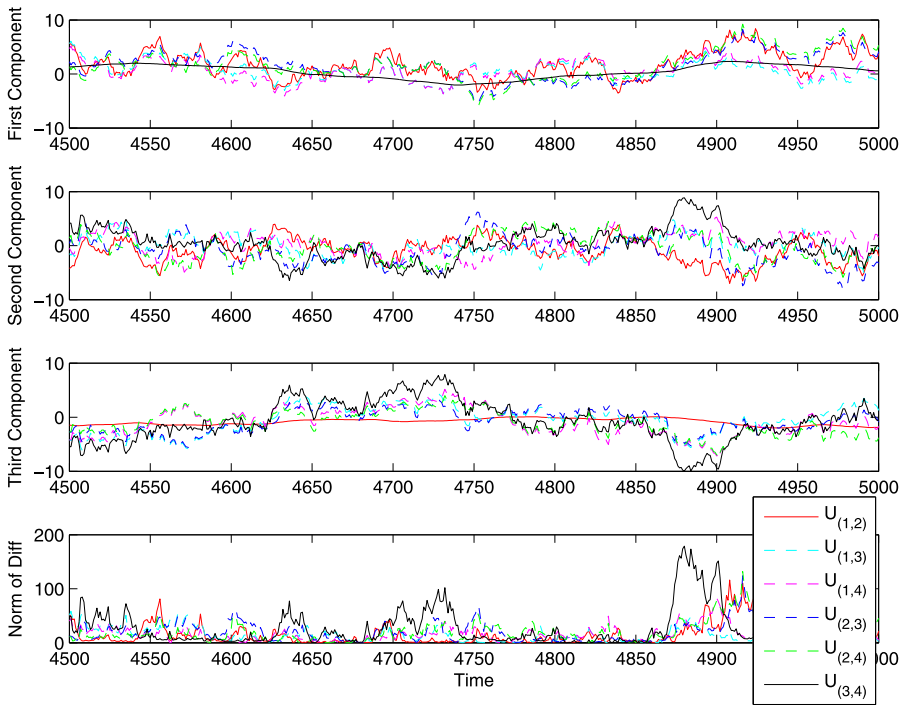 First Component
10
0
−10
4500 4550 4600 4650 4700 4750 4800 4850 4900 4950 5000
Second Component
10
0
−10
4500 4550 4600 4650 4700 4750 4800 4850 4900 4950 5000
Third Component
10
0
−10
4500 4550 4600 4650 4700 4750 4800 4850 4900 4950 5000
Norm of Diff
200
100
0
4500 4550 4600 4650 4700 4750 4800 4850 4900 000
Time
U(1,2)
U(1,3)
U(1,4)
U(2,3)
U(2,4)
U(3,4)